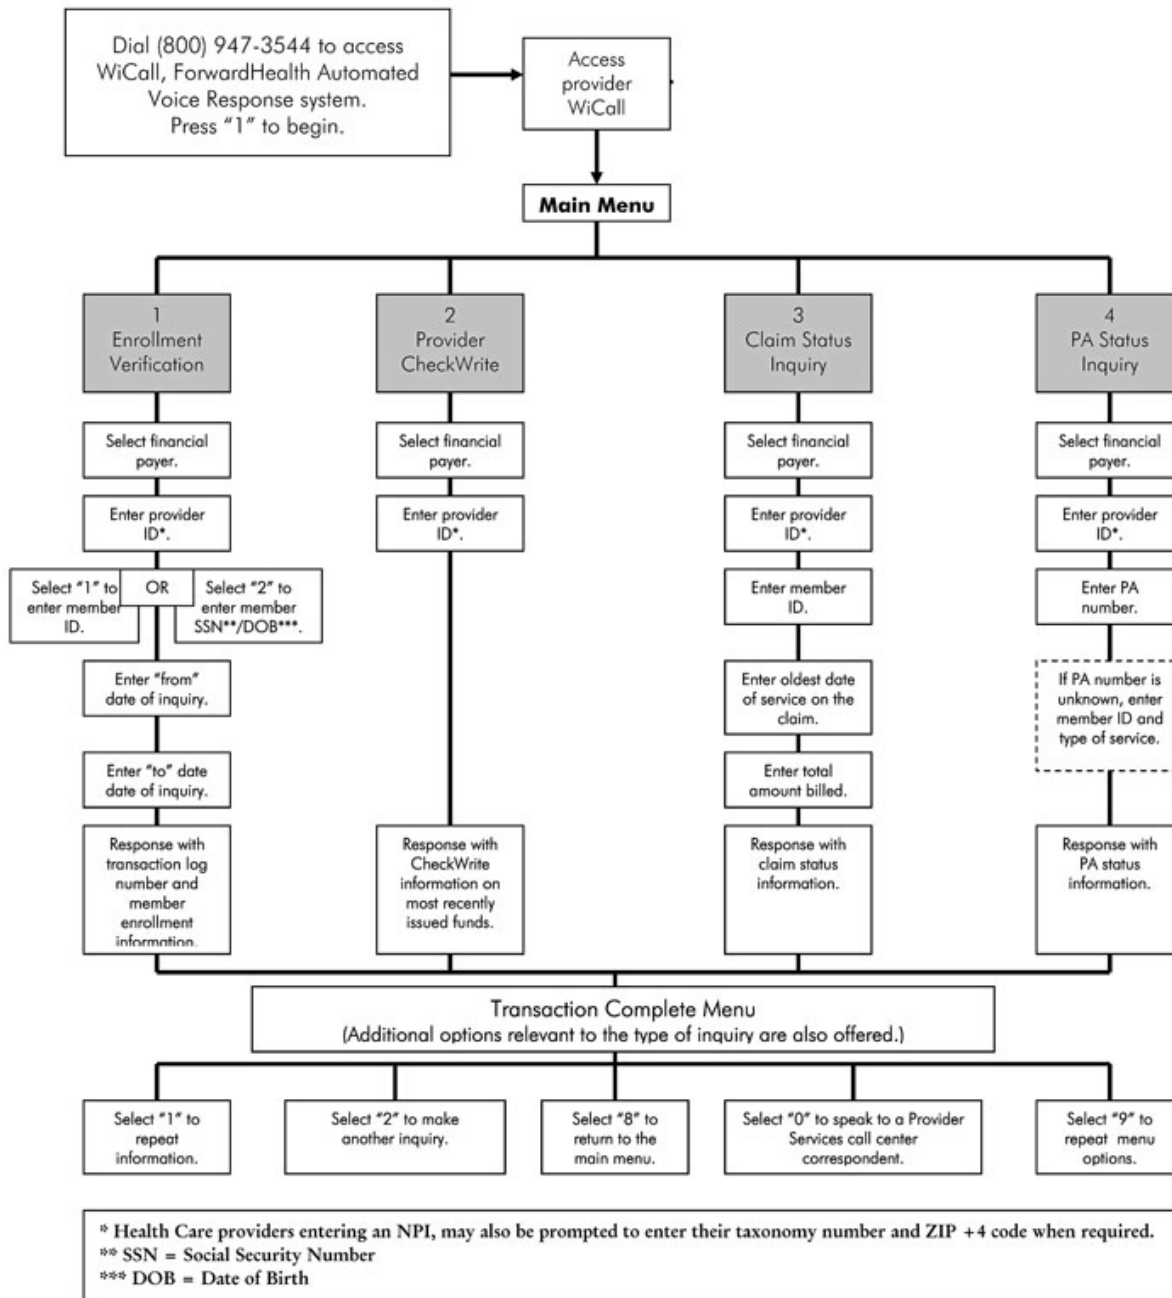 Dial (800) 947-3544 to access
WiCall, ForwardHealth Automated
Voice Response system.
Press “1” to begin.
Access
provider
WiCall
Main Menu
1
Enrollment
Verification
2
Provider
CheckWrite
3
Claim Status
Inquiry
4
PA Status
Inquiry
Select financial
payer.
Select financial
payer.
Select financial
payer.
Select financial
payer.
Enter provider
ID*.
Enter provider
ID*.
Enter provider
ID*.
Enter provider
ID*.
Select “1” to
enter member
ID.
OR
Select “2” to
enter member
SSN**/DOB***.
Enter member
ID.
Enter PA
number.
Enter “from”
date of inquiry.
Enter oldest date
of service on the
claim.
If PA number is
unknown, enter
member ID and
type of service.
Enter “to” date
date of inquiry.
Enter total
amount billed.
Response with
transaction log
number and
member
enrollment
information.
Response with
CheckWrite
information on
most recently
issued funds.
Response with
claim status
information.
Response with
PA status
information.
Transaction Complete Menu
(Additional options relevant to the type of inquiry are also offered.)
Select “1” to
repeat
information.
Select “2” to make
another inquiry.
Select “8” to
return to the
main menu.
Select “0” to speak to a Provider
Services call center
correspondent.
Select “9” to
repeat menu
options.
* Health Care providers entering an NPI, may also be prompted to enter their taxonomy number and ZIP +4 code when required.
** SSN = Social Security Number
*** DOB = Date of Birth